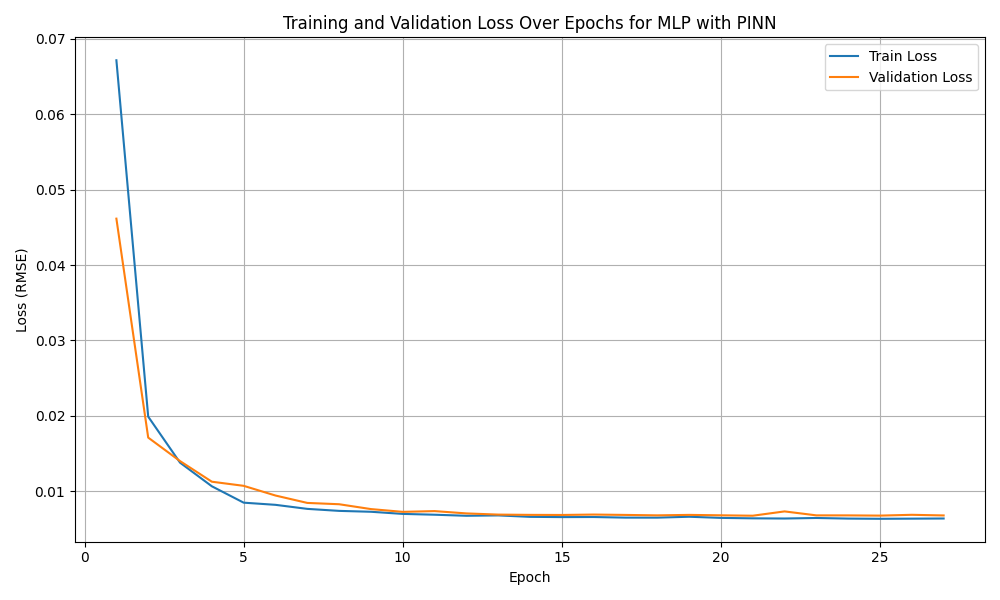 Training and Validation Loss Over Epochs for MLP with PINN
Train Loss
Validation Loss
Loss (RMSE)
0.07
0.06
0.05
0.04
0.03
0.02
0.01
0
5
10
15
20
25
Epoch